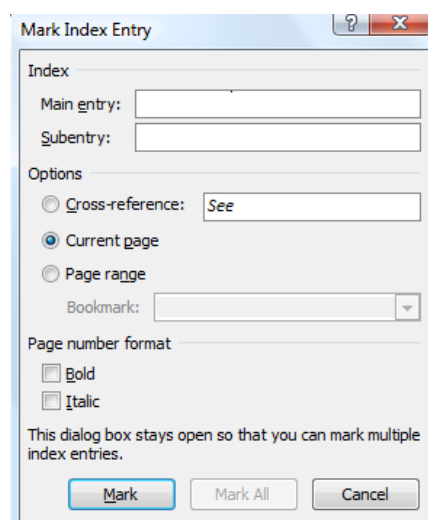 Mark Index Entry
Index
Main entry:
Subentry:
Options
Cross-reference: See
Current page
Page range
Bookmark:
Page number format
Bold
Italic
This dialog box stays open so that you can mark multiple
index entries.
Mark Mark All Cancel